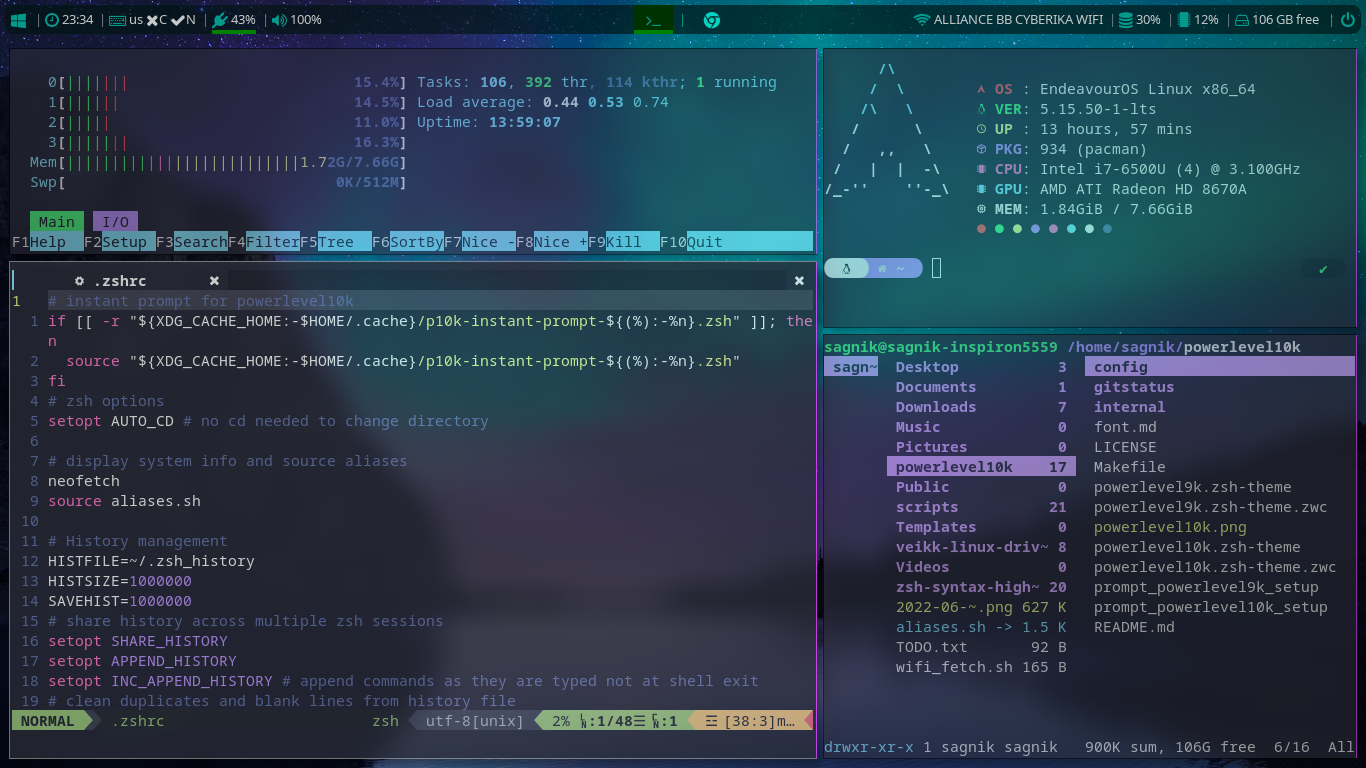 23:34 | us ✖C ✔N | 43% | 100%
>_
ALLIANCE BB CYBERIKA WIFI | 30% | 12% | 106 GB free |
0[||||||| 15.4%] Tasks: 106, 392 thr, 114 kthr; 1 running
1[|||||| 14.5%] Load average: 0.44 0.53 0.74
2[||||| 11.0%] Uptime: 13:59:07
3[||||||| 16.3%]
Mem[||||||||||||||||||||||||||1.72G/7.66G]
Swp[ 0K/512M]
Main I/O
F1Help F2Setup F3SearchF4FilterF5Tree F6SortByF7Nice -F8Nice +F9Kill F10Quit
/\
/ \
/\ \
/ \
/ ,, \
/ | | -\
/_-'' ''-_\
OS : EndeavourOS Linux x86_64
VER: 5.15.50-1-lts
UP : 13 hours, 57 mins
PKG: 934 (pacman)
CPU: Intel i7-6500U (4) @ 3.100GHz
GPU: AMD ATI Radeon HD 8670A
MEM: 1.84GiB / 7.66GiB
~ ✔
.zshrc ✖ ✖
1 # instant prompt for powerlevel10k
1 if [[ -r "${XDG_CACHE_HOME:-$HOME/.cache}/p10k-instant-prompt-${(%):-%n}.zsh" ]]; the
n
2 source "${XDG_CACHE_HOME:-$HOME/.cache}/p10k-instant-prompt-${(%):-%n}.zsh"
3 fi
4 # zsh options
5 setopt AUTO_CD # no cd needed to change directory
6
7 # display system info and source aliases
8 neofetch
9 source aliases.sh
10
11 # History management
12 HISTFILE=~/.zsh_history
13 HISTSIZE=1000000
14 SAVEHIST=1000000
15 # share history across multiple zsh sessions
16 setopt SHARE_HISTORY
17 setopt APPEND_HISTORY
18 setopt INC_APPEND_HISTORY # append commands as they are typed not at shell exit
19 # clean duplicates and blank lines from history file
NORMAL .zshrc zsh utf-8[unix] 2% ㏑:1/48☰ ℅:1 ☲ [38:3]m…
sagnik@sagnik-inspiron5559 /home/sagnik/powerlevel10k
sagn~ Desktop 3 config
Documents 1 gitstatus
Downloads 7 internal
Music 0 font.md
Pictures 0 LICENSE
powerlevel10k 17 Makefile
Public 0 powerlevel9k.zsh-theme
scripts 21 powerlevel9k.zsh-theme.zwc
Templates 0 powerlevel10k.png
veikk-linux-driv~ 8 powerlevel10k.zsh-theme
Videos 0 powerlevel10k.zsh-theme.zwc
zsh-syntax-high~ 20 prompt_powerlevel9k_setup
2022-06-~.png 627 K prompt_powerlevel10k_setup
aliases.sh -> 1.5 K README.md
TODO.txt 92 B
wifi_fetch.sh 165 B
drwxr-xr-x 1 sagnik sagnik 900K sum, 106G free 6/16 All